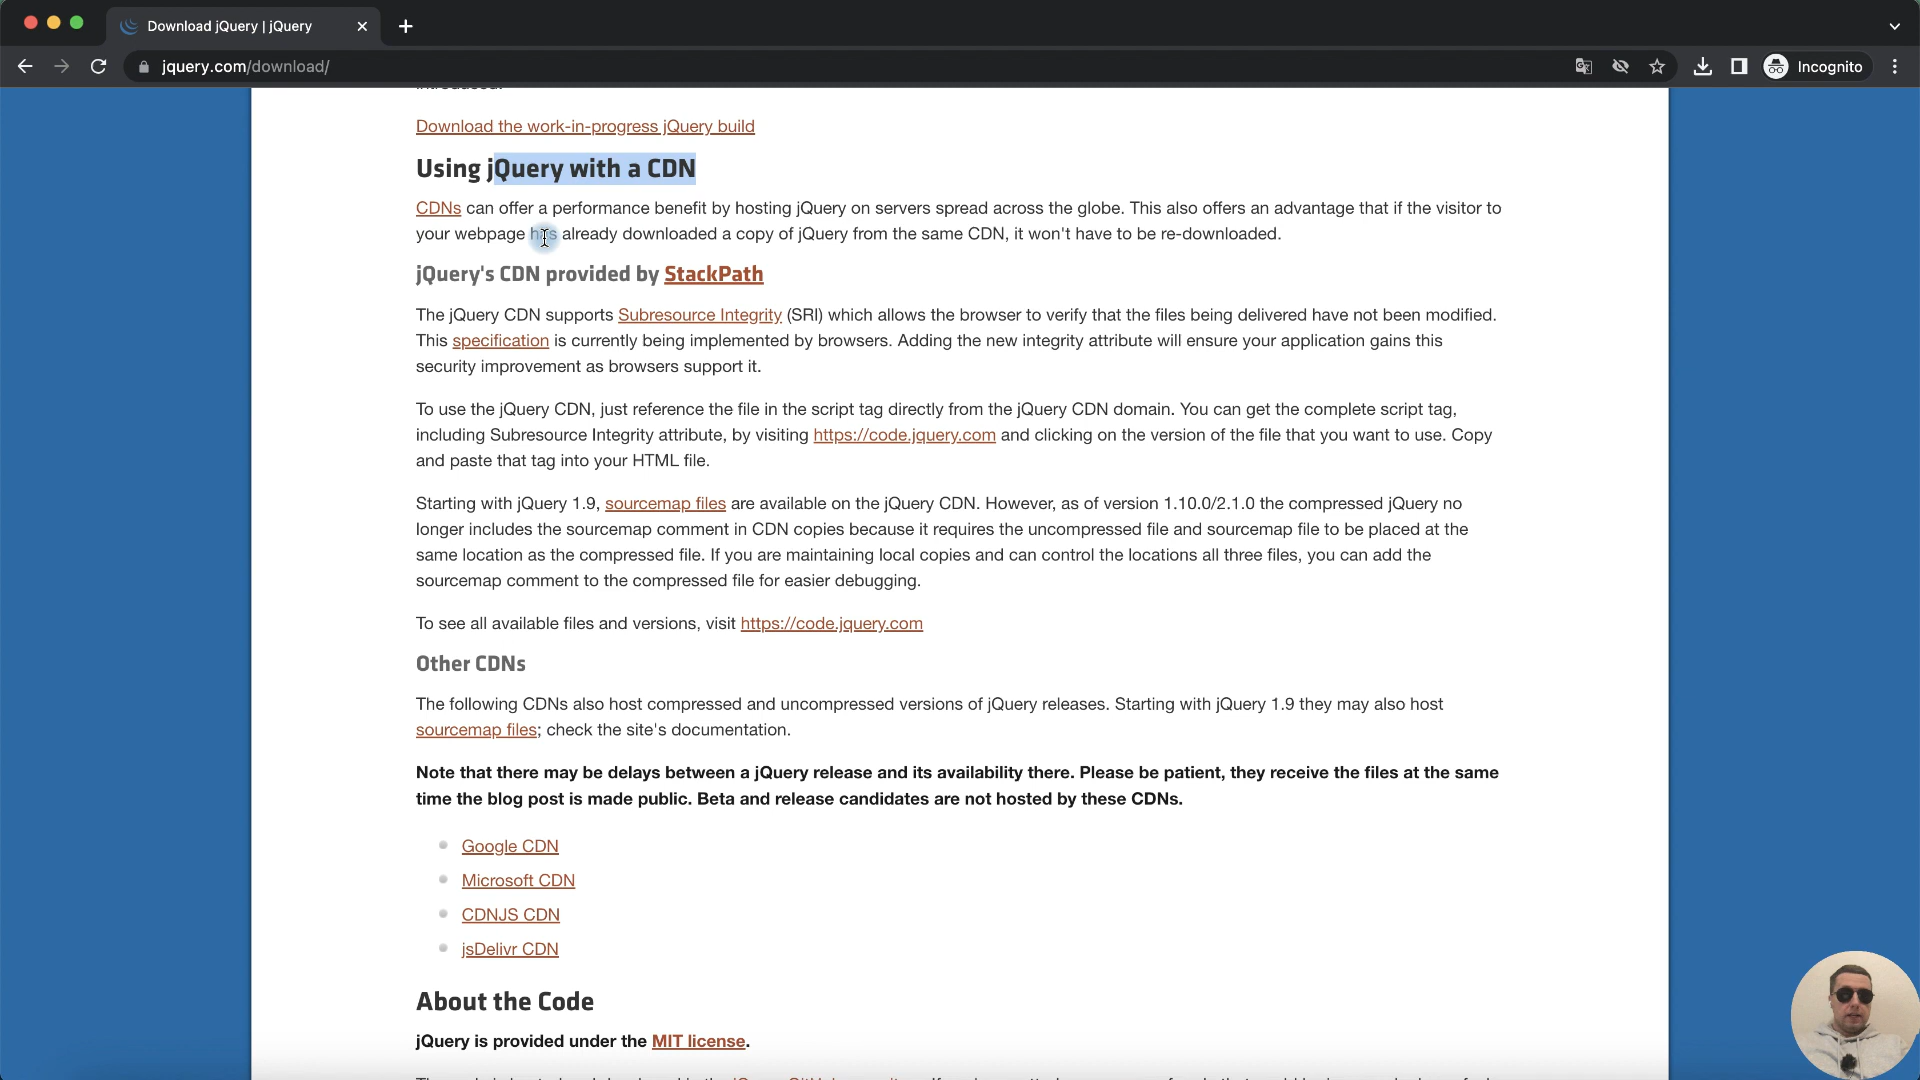 Download jQuery | jQuery
jquery.com/download/
Incognito
introduced.
Download the work-in-progress jQuery build
Using jQuery with a CDN
CDNs can offer a performance benefit by hosting jQuery on servers spread across the globe. This also offers an advantage that if the visitor to
your webpage has already downloaded a copy of jQuery from the same CDN, it won't have to be re-downloaded.
jQuery's CDN provided by StackPath
The jQuery CDN supports Subresource Integrity (SRI) which allows the browser to verify that the files being delivered have not been modified.
This specification is currently being implemented by browsers. Adding the new integrity attribute will ensure your application gains this
security improvement as browsers support it.
To use the jQuery CDN, just reference the file in the script tag directly from the jQuery CDN domain. You can get the complete script tag,
including Subresource Integrity attribute, by visiting https://code.jquery.com and clicking on the version of the file that you want to use. Copy
and paste that tag into your HTML file.
Starting with jQuery 1.9, sourcemap files are available on the jQuery CDN. However, as of version 1.10.0/2.1.0 the compressed jQuery no
longer includes the sourcemap comment in CDN copies because it requires the uncompressed file and sourcemap file to be placed at the
same location as the compressed file. If you are maintaining local copies and can control the locations all three files, you can add the
sourcemap comment to the compressed file for easier debugging.
To see all available files and versions, visit https://code.jquery.com
Other CDNs
The following CDNs also host compressed and uncompressed versions of jQuery releases. Starting with jQuery 1.9 they may also host
sourcemap files; check the site's documentation.
Note that there may be delays between a jQuery release and its availability there. Please be patient, they receive the files at the same
time the blog post is made public. Beta and release candidates are not hosted by these CDNs.
Google CDN
Microsoft CDN
CDNJS CDN
jsDelivr CDN
About the Code
jQuery is provided under the MIT license.